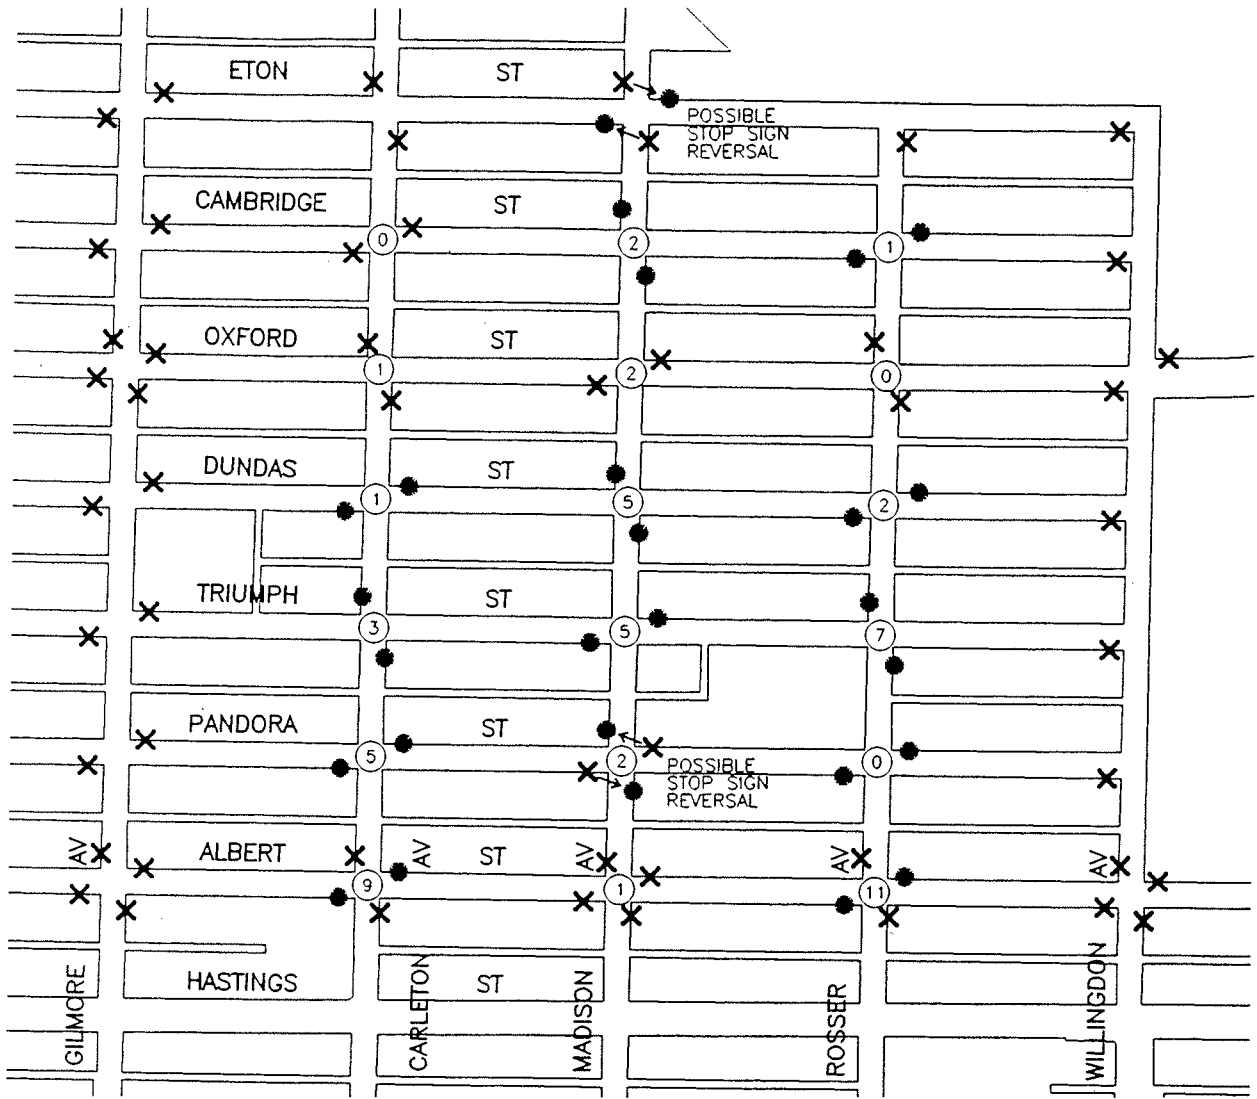 ETON ST
POSSIBLE
STOP SIGN
REVERSAL
CAMBRIDGE ST
0 2 1
OXFORD ST
1 2 0
DUNDAS ST
1 5 2
TRIUMPH ST
3 5 7
PANDORA ST
5 2 0
POSSIBLE
STOP SIGN
REVERSAL
AV ALBERT AV ST AV AV AV
9 1 11
HASTINGS ST
GILMORE
CARLETON
MADISON
ROSSER
WILLINGDON